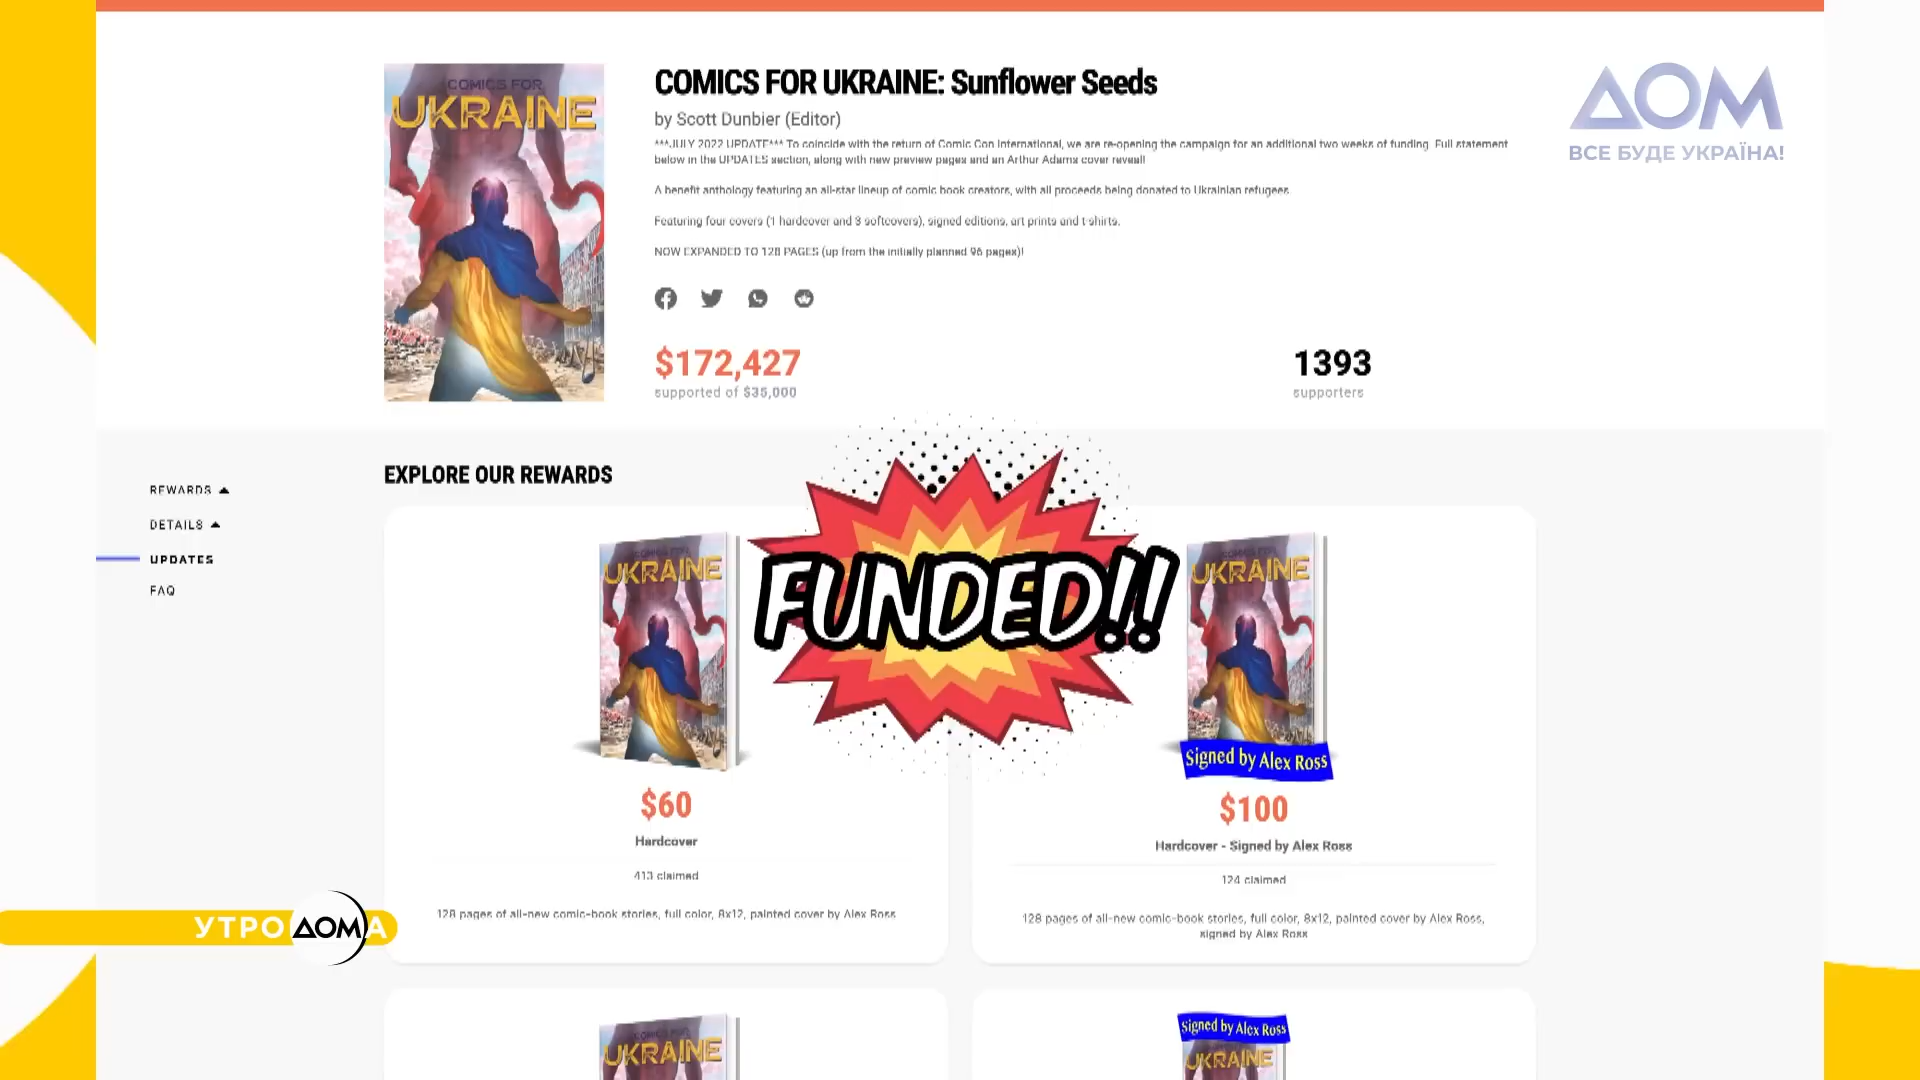 COMICS FOR
UKRAINE
COMICS FOR UKRAINE: Sunflower Seeds
by Scott Dunbier (Editor)
***JULY 2022 UPDATE*** To coincide with the return of Comic Con International, we are re-opening the campaign for an additional two weeks of funding. Full statement
below in the UPDATES section, along with new preview pages and an Arthur Adams cover reveal!
A benefit anthology featuring an all-star lineup of comic book creators, with all proceeds being donated to Ukrainian refugees.
Featuring four covers (1 hardcover and 3 softcovers), signed editions, art prints and t-shirts.
NOW EXPANDED TO 128 PAGES (up from the initially planned 96 pages)!
$172,427
supported of $35,000
1393
supporters
ДОМ
ВСЕ БУДЕ УКРАЇНА!
REWARDS
DETAILS
UPDATES
FAQ
EXPLORE OUR REWARDS
FUNDED!!
UKRAINE
$60
Hardcover
413 claimed
128 pages of all-new comic-book stories, full color, 8x12, painted cover by Alex Ross
UKRAINE
Signed by Alex Ross
$100
Hardcover - Signed by Alex Ross
124 claimed
128 pages of all-new comic-book stories, full color, 8x12, painted cover by Alex Ross,
signed by Alex Ross
УТРО ДОМА
UKRAINE
Signed by Alex Ross
UKRAINE